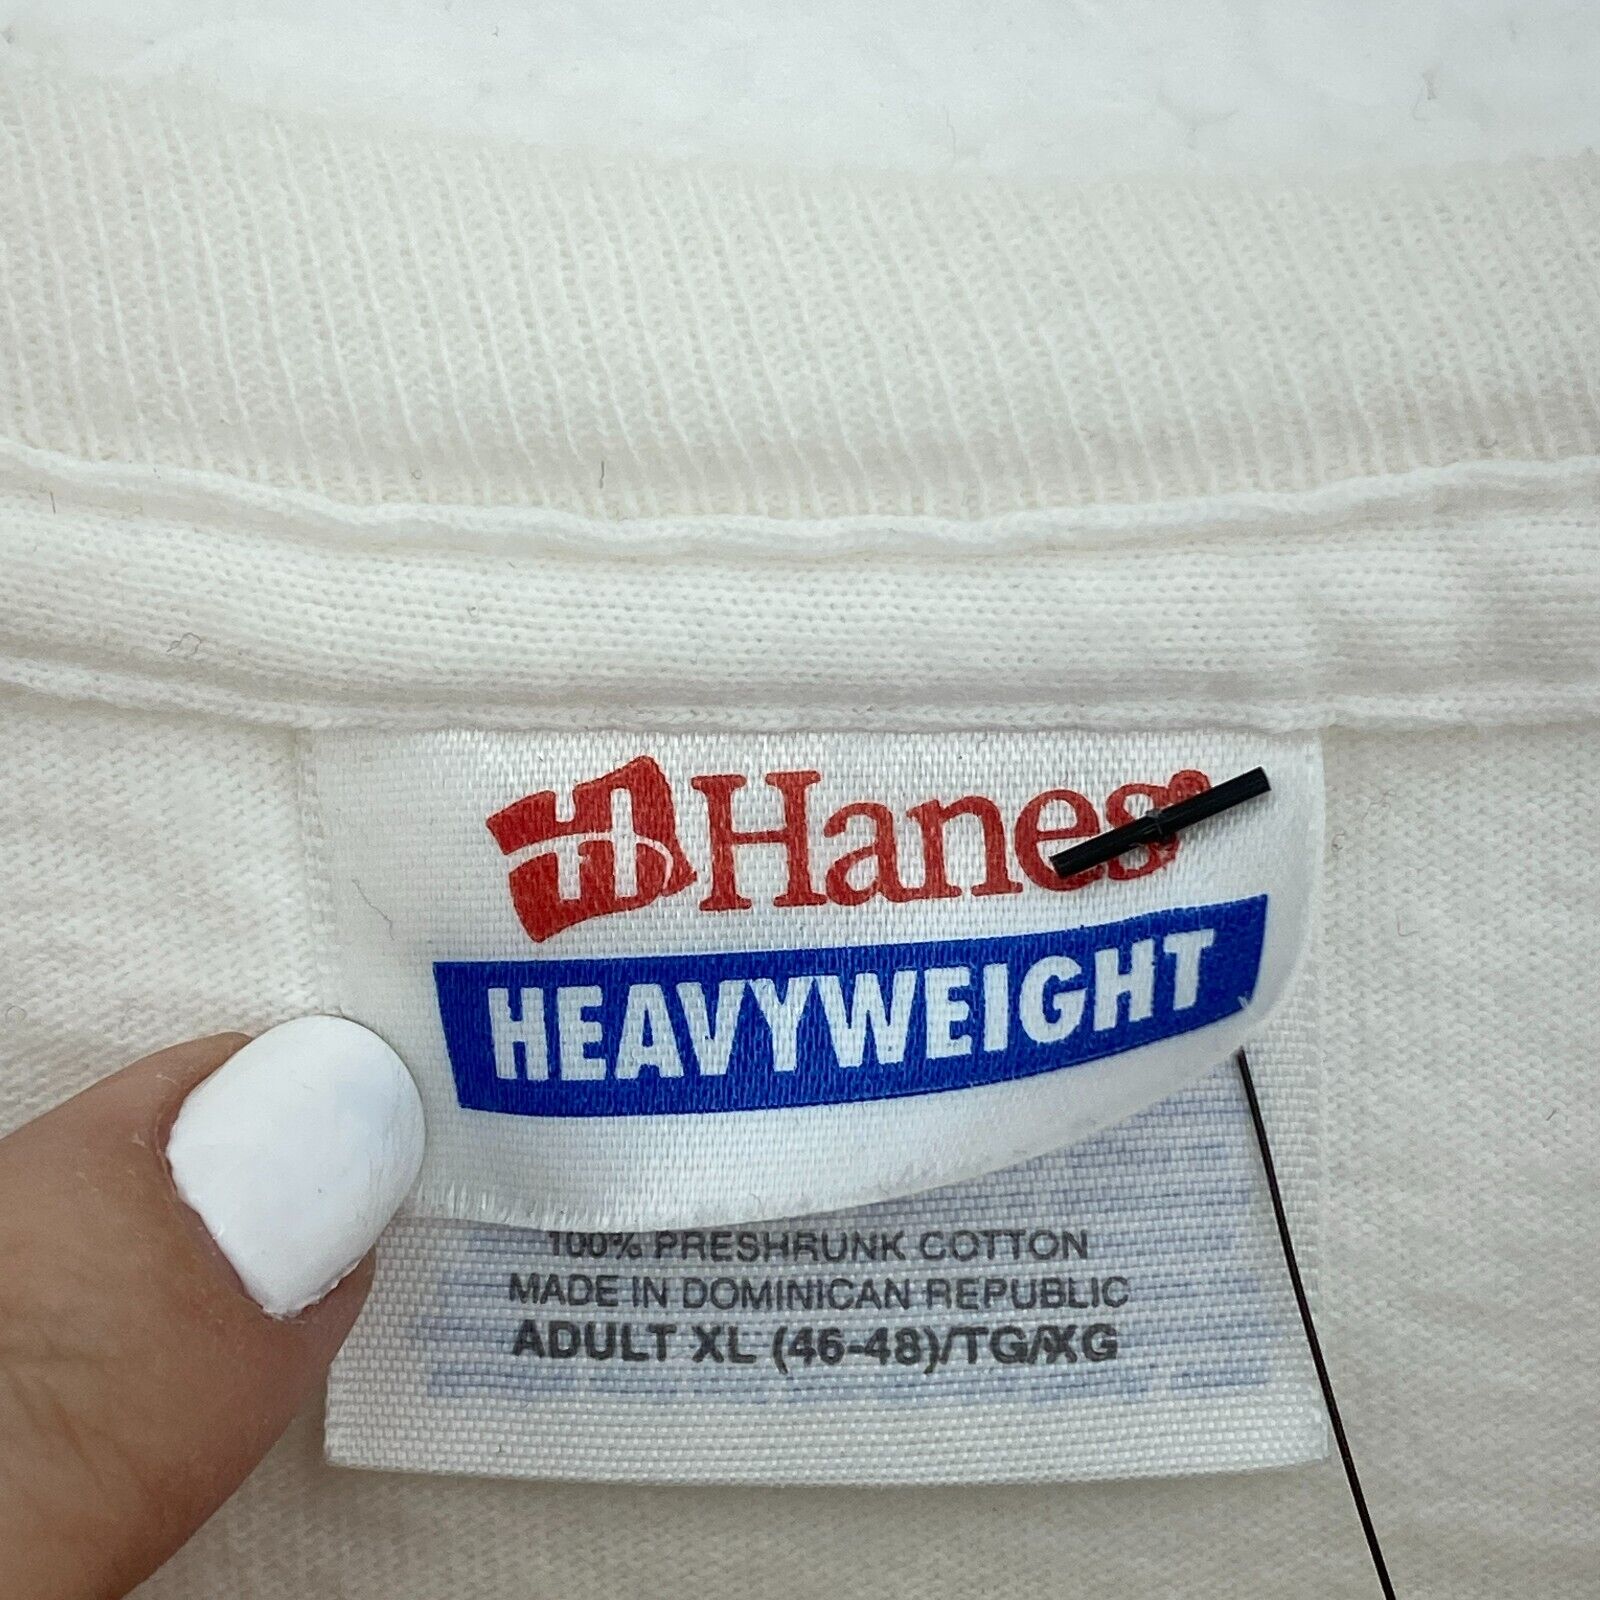 Hanes
HEAVYWEIGHT
100% PRESHRUNK COTTON
MADE IN DOMINICAN REPUBLIC
ADULT XL (46-48)/TG/XG